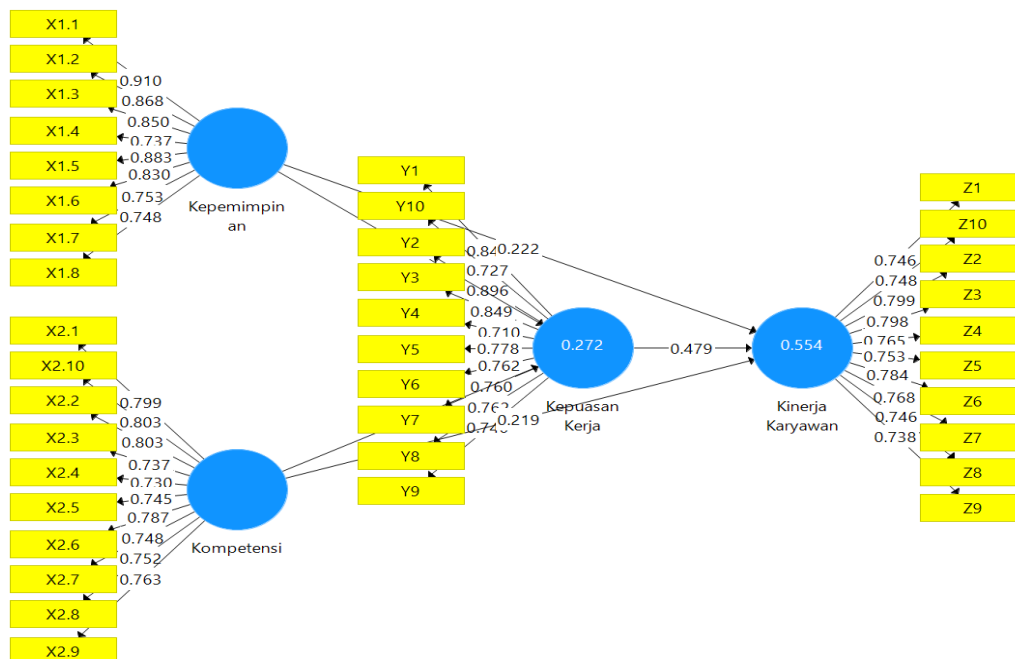 X1.1
X1.2
X1.3
X1.4
X1.5
X1.6
X1.7
X1.8
0.910
0.868
0.850
0.737
0.883
0.830
0.753
0.748
Kepemimpin
an
X2.1
X2.10
X2.2
X2.3
X2.4
X2.5
X2.6
X2.7
X2.8
X2.9
0.799
0.803
0.803
0.737
0.730
0.745
0.787
0.748
0.752
0.763
Kompetensi
Y1
Y10
Y2
Y3
Y4
Y5
Y6
Y7
Y8
Y9
0.222
0.727
0.896
0.849
0.710
0.778
0.762
0.760
0.219
0.272
Kepuasan
Kerja
0.479
0.554
Kinerja
Karyawan
0.746
0.748
0.799
0.798
0.765
0.753
0.784
0.768
0.746
0.738
Z1
Z10
Z2
Z3
Z4
Z5
Z6
Z7
Z8
Z9